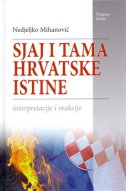 Nedjeljko Mihanović
SJAJ I TAMA
HRVATSKE
ISTINE
interpretacije i reakcije